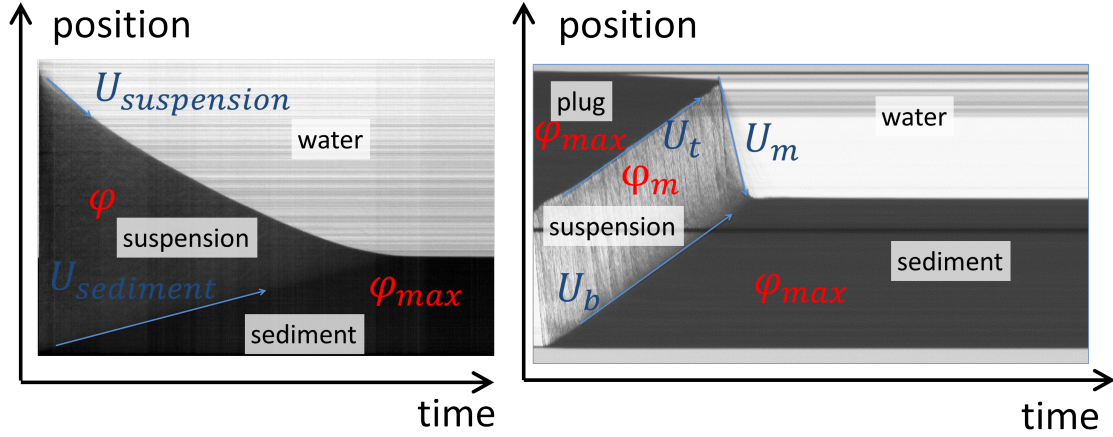 position
U_suspension
water
φ
suspension
U_sediment
φ_max
sediment
time
position
plug
φ_max
U_t
U_m
water
φ_m
suspension
U_b
φ_max
sediment
time